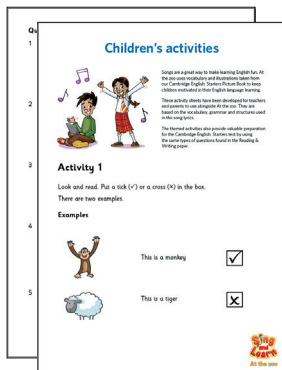 Qu
1
2
3
4
5
Children's activities
Songs are a great way to make learning English fun. At
the zoo uses vocabulary and illustrations taken from
our Cambridge English: Starters Picture Book to keep
children motivated in their English language learning.
These activity sheets have been developed for teachers
and parents to use alongside At the zoo. They are
based on the vocabulary, grammar and structures used
in the song lyrics.
The themed activities also provide valuable preparation
for the Cambridge English: Starters test by using
the same types of questions found in the Reading &
Writing paper.
Activity 1
Look and read. Put a tick (✓) or a cross (✗) in the box.
There are two examples.
Examples
This is a monkey
This is a tiger
Sing
and
Learn
At the zoo